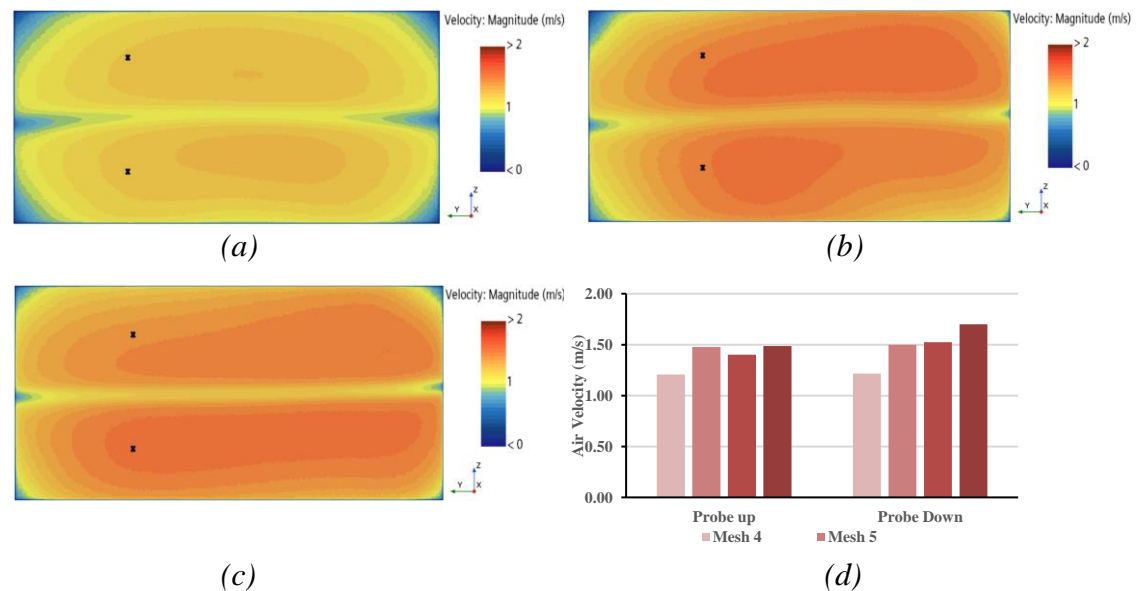 Velocity: Magnitude (m/s)
> 2
1
< 0
Z
Y
X
(a)
Velocity: Magnitude (m/s)
> 2
1
< 0
Z
Y
X
(b)
Velocity: Magnitude (m/s)
> 2
1
< 0
Z
Y
X
(c)
Air Velocity (m/s)
2.00
1.50
1.00
0.50
0.00
Probe up
Probe Down
Mesh 4
Mesh 5
(d)